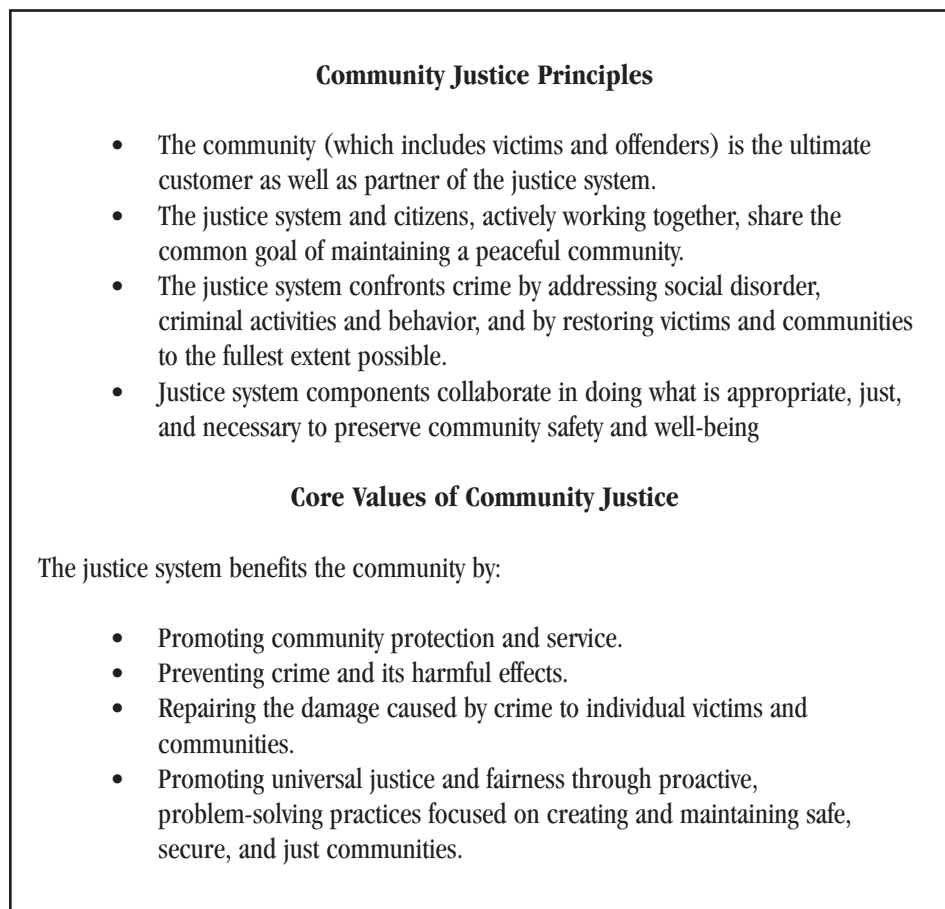 Community Justice Principles
• The community (which includes victims and offenders) is the ultimate
customer as well as partner of the justice system.
• The justice system and citizens, actively working together, share the
common goal of maintaining a peaceful community.
• The justice system confronts crime by addressing social disorder,
criminal activities and behavior, and by restoring victims and communities
to the fullest extent possible.
• Justice system components collaborate in doing what is appropriate, just,
and necessary to preserve community safety and well-being
Core Values of Community Justice
The justice system benefits the community by:
• Promoting community protection and service.
• Preventing crime and its harmful effects.
• Repairing the damage caused by crime to individual victims and
communities.
• Promoting universal justice and fairness through proactive,
problem-solving practices focused on creating and maintaining safe,
secure, and just communities.